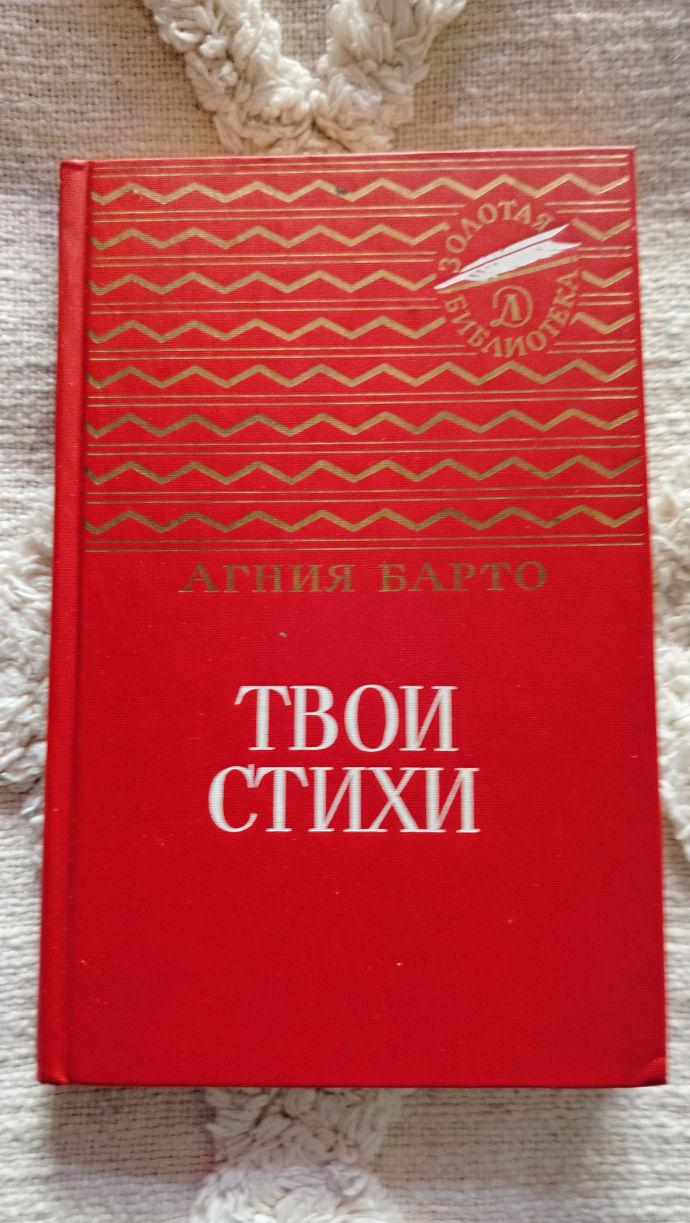 ЗОЛОТАЯ
БИБЛИОТЕКА
Д
АГНИЯ БАРТО
ТВОИ
СТИХИ